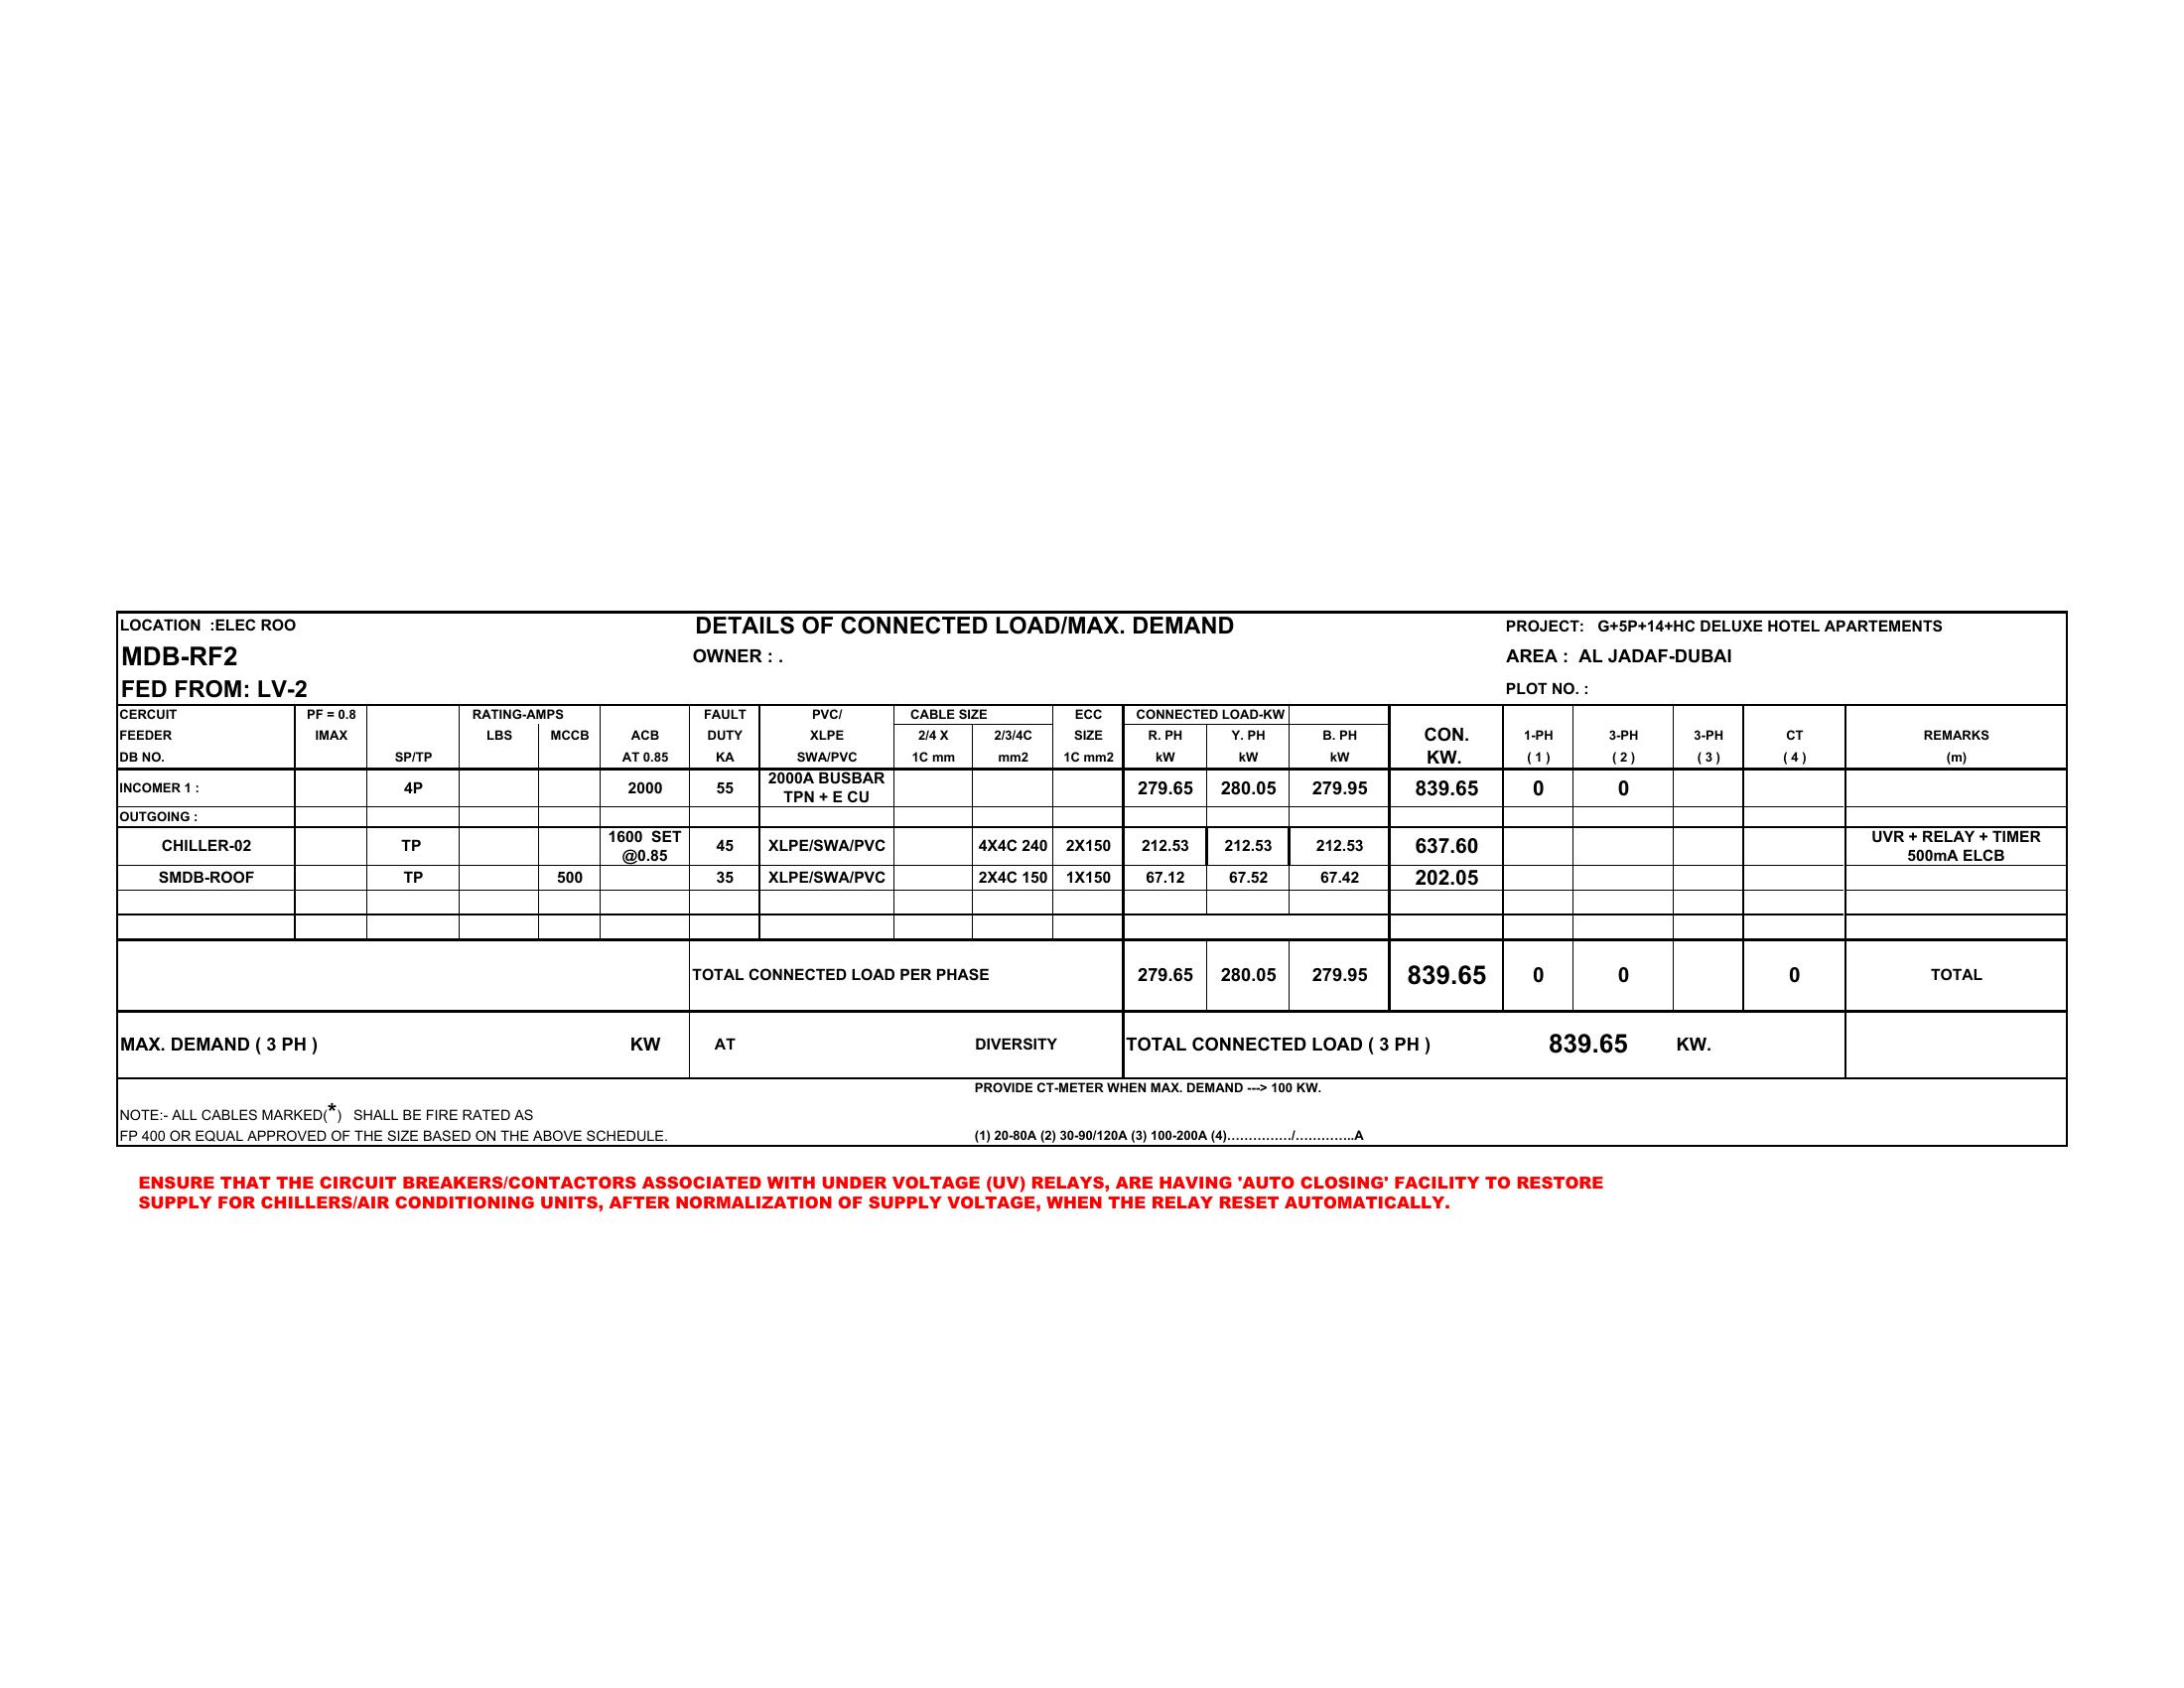 LOCATION :ELEC ROO DETAILS OF CONNECTED LOAD/MAX. DEMAND PROJECT: G+5P+14+HC DELUXE HOTEL APARTEMENTS
MDB-RF2 OWNER : . AREA : AL JADAF-DUBAI
FED FROM: LV-2 PLOT NO. :
CERCUIT PF = 0.8 RATING-AMPS FAULT PVC/ CABLE SIZE ECC CONNECTED LOAD-KW
FEEDER IMAX LBS MCCB ACB DUTY XLPE 2/4 X 2/3/4C SIZE R. PH Y. PH B. PH CON. 1-PH 3-PH 3-PH CT REMARKS
DB NO. SP/TP AT 0.85 KA SWA/PVC 1C mm mm2 1C mm2 kW kW kW KW. ( 1 ) ( 2 ) ( 3 ) ( 4 ) (m)
INCOMER 1 : 4P 2000 55 2000A BUSBAR TPN + E CU 279.65 280.05 279.95 839.65 0 0
OUTGOING :
CHILLER-02 TP 1600 SET @0.85 45 XLPE/SWA/PVC 4X4C 240 2X150 212.53 212.53 212.53 637.60 UVR + RELAY + TIMER 500mA ELCB
SMDB-ROOF TP 500 35 XLPE/SWA/PVC 2X4C 150 1X150 67.12 67.52 67.42 202.05
TOTAL CONNECTED LOAD PER PHASE 279.65 280.05 279.95 839.65 0 0 0 TOTAL
MAX. DEMAND ( 3 PH ) KW AT DIVERSITY TOTAL CONNECTED LOAD ( 3 PH ) 839.65 KW.
PROVIDE CT-METER WHEN MAX. DEMAND ---> 100 KW.
NOTE:- ALL CABLES MARKED(*) SHALL BE FIRE RATED AS
FP 400 OR EQUAL APPROVED OF THE SIZE BASED ON THE ABOVE SCHEDULE. (1) 20-80A (2) 30-90/120A (3) 100-200A (4)……………/…………..A
ENSURE THAT THE CIRCUIT BREAKERS/CONTACTORS ASSOCIATED WITH UNDER VOLTAGE (UV) RELAYS, ARE HAVING 'AUTO CLOSING' FACILITY TO RESTORE
SUPPLY FOR CHILLERS/AIR CONDITIONING UNITS, AFTER NORMALIZATION OF SUPPLY VOLTAGE, WHEN THE RELAY RESET AUTOMATICALLY.